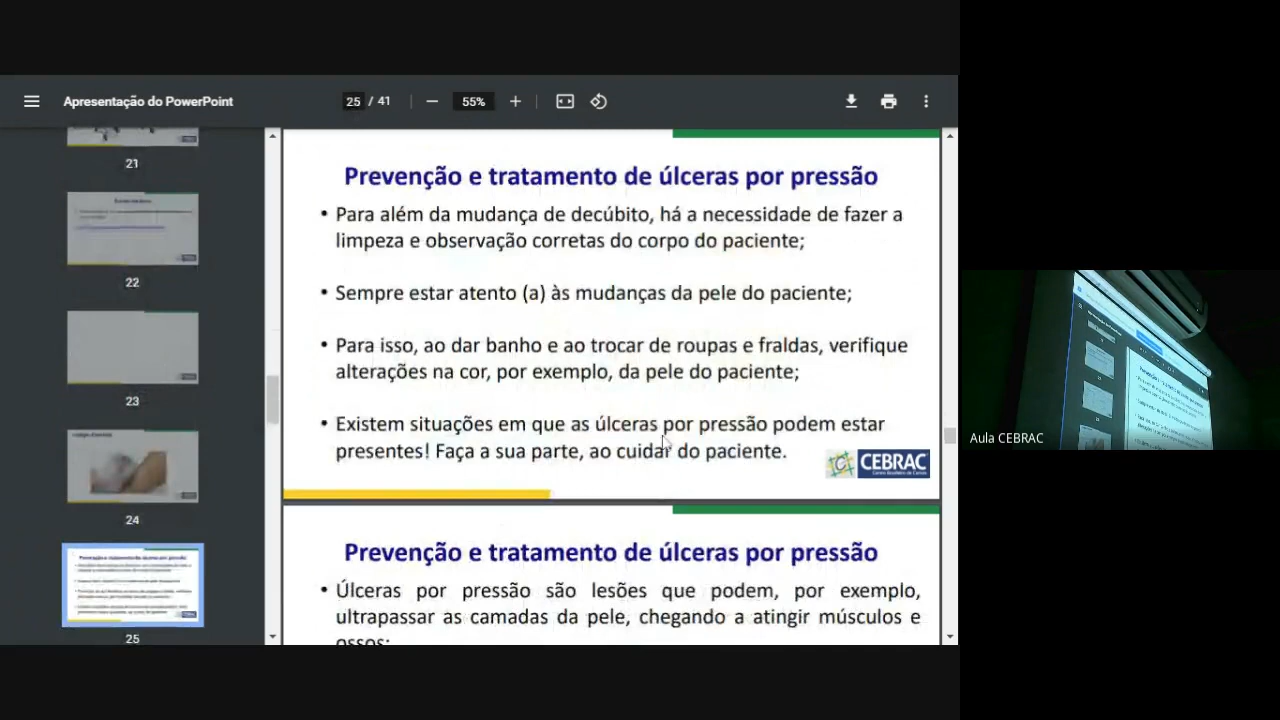 Apresentação do PowerPoint
25 / 41
55%
21
22
23
24
25
Prevenção e tratamento de úlceras por pressão
• Para além da mudança de decúbito, há a necessidade de fazer a
limpeza e observação corretas do corpo do paciente;
• Sempre estar atento (a) às mudanças da pele do paciente;
• Para isso, ao dar banho e ao trocar de roupas e fraldas, verifique
alterações na cor, por exemplo, da pele do paciente;
• Existem situações em que as úlceras por pressão podem estar
presentes! Faça a sua parte, ao cuidar do paciente.
CEBRAC
Prevenção e tratamento de úlceras por pressão
• Úlceras por pressão são lesões que podem, por exemplo,
ultrapassar as camadas da pele, chegando a atingir músculos e
ossos;
Aula CEBRAC